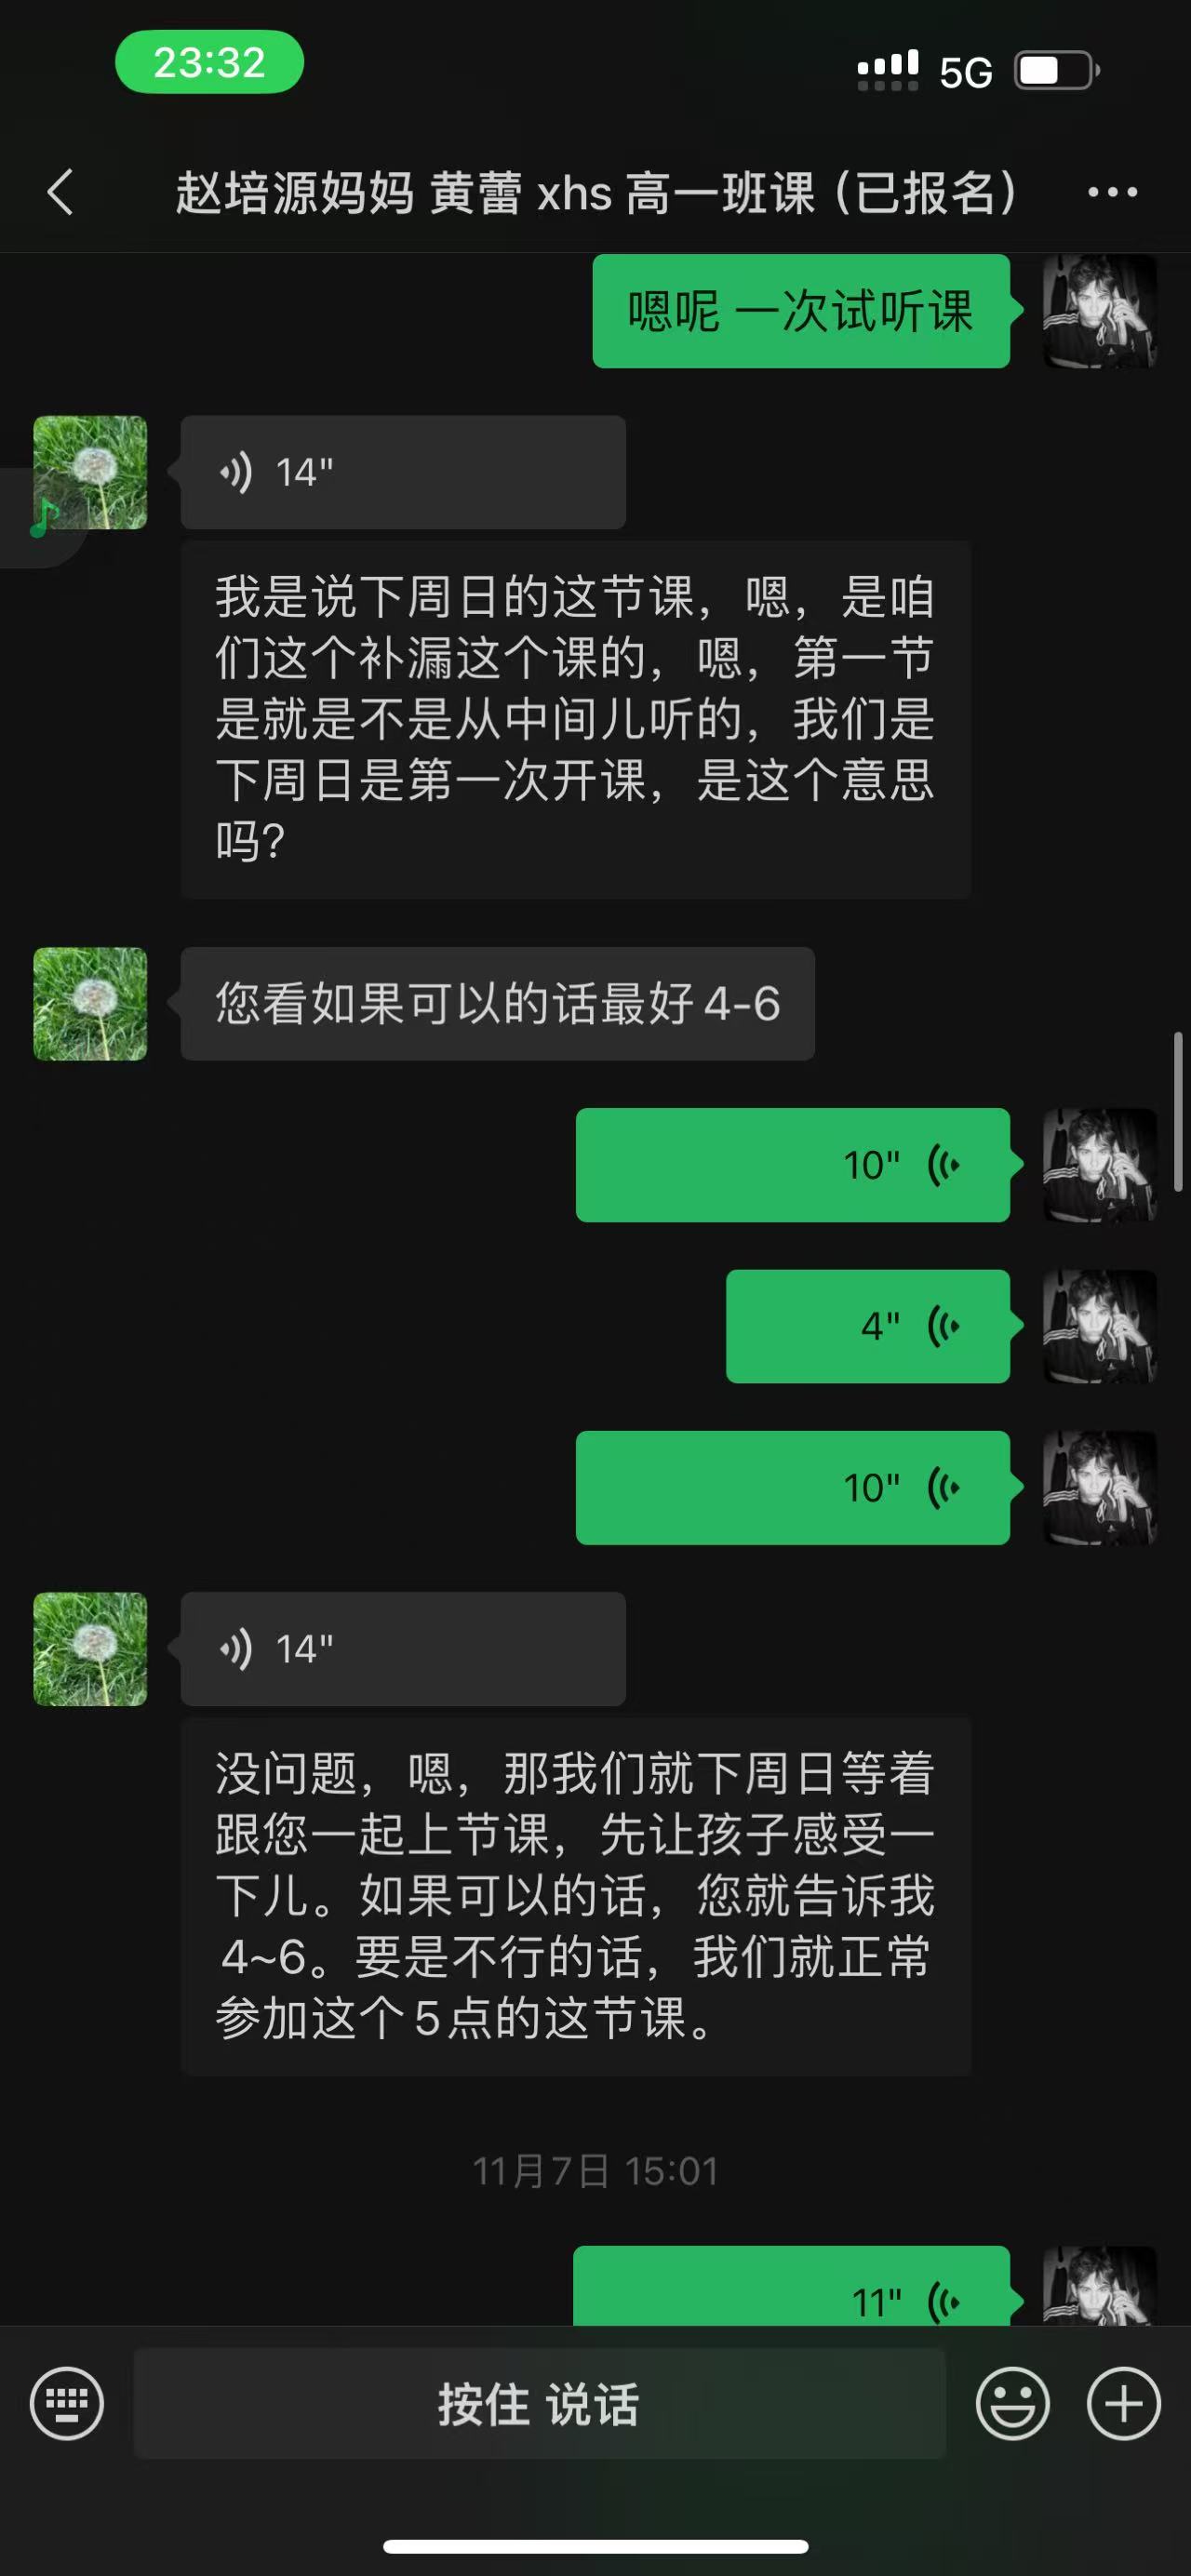 23:32
5G
赵培源妈妈 黄蕾 xhs 高一班课（已报名）
嗯呢 一次试听课
14"
我是说下周日的这节课，嗯，是咱
们这个补漏这个课的，嗯，第一节
是就是不是从中间儿听的，我们是
下周日是第一次开课，是这个意思
吗？
您看如果可以的话最好4-6
10"
4"
10"
14"
没问题，嗯，那我们就下周日等着
跟您一起上节课，先让孩子感受一
下儿。如果可以的话，您就告诉我
4~6。要是不行的话，我们就正常
参加这个5点的这节课。
11月7日 15:01
11"
按住 说话